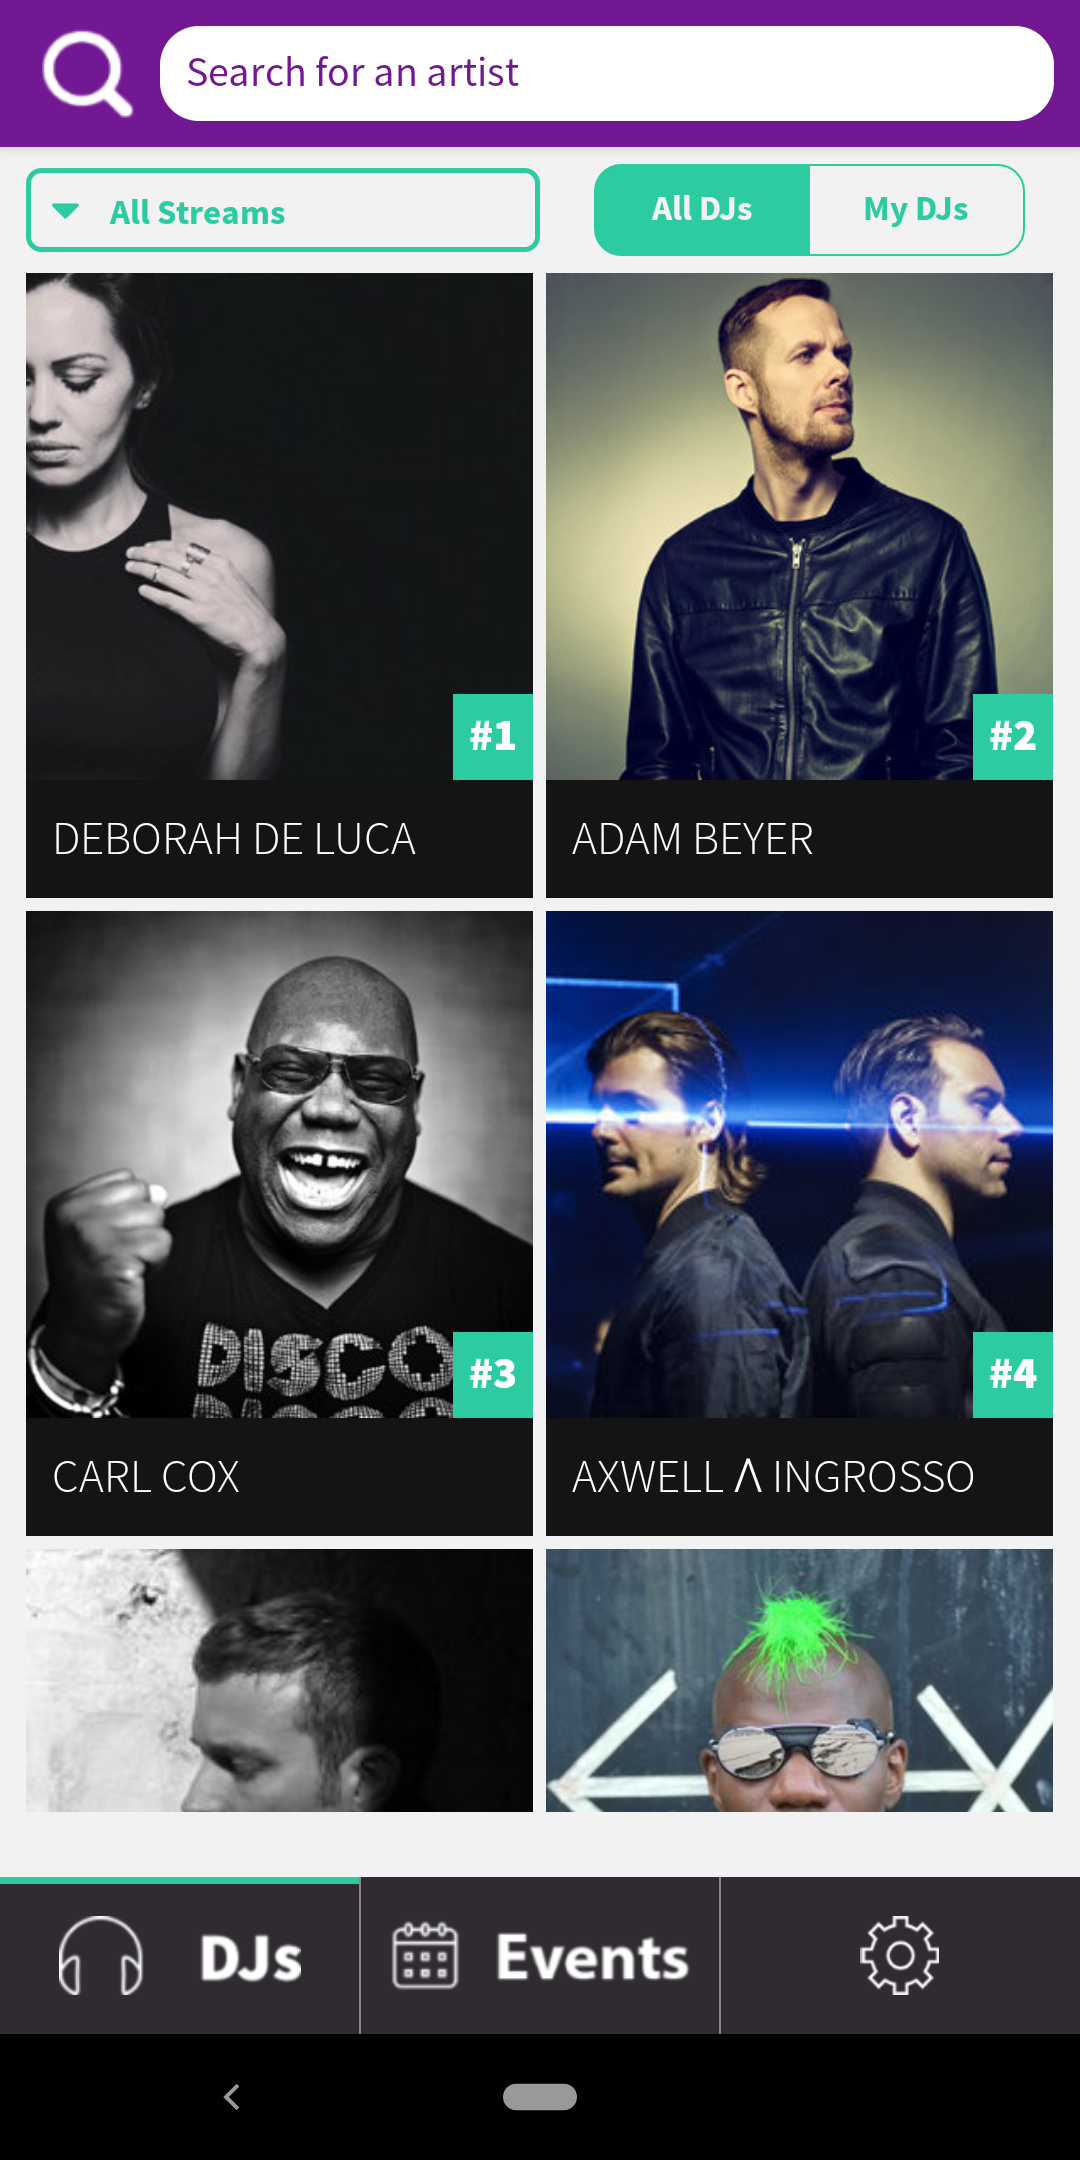 Search for an artist
All Streams
All DJs
My DJs
#1
#2
DEBORAH DE LUCA
ADAM BEYER
DISCO
#3
#4
CARL COX
AXWELL Λ INGROSSO
DJs
Events